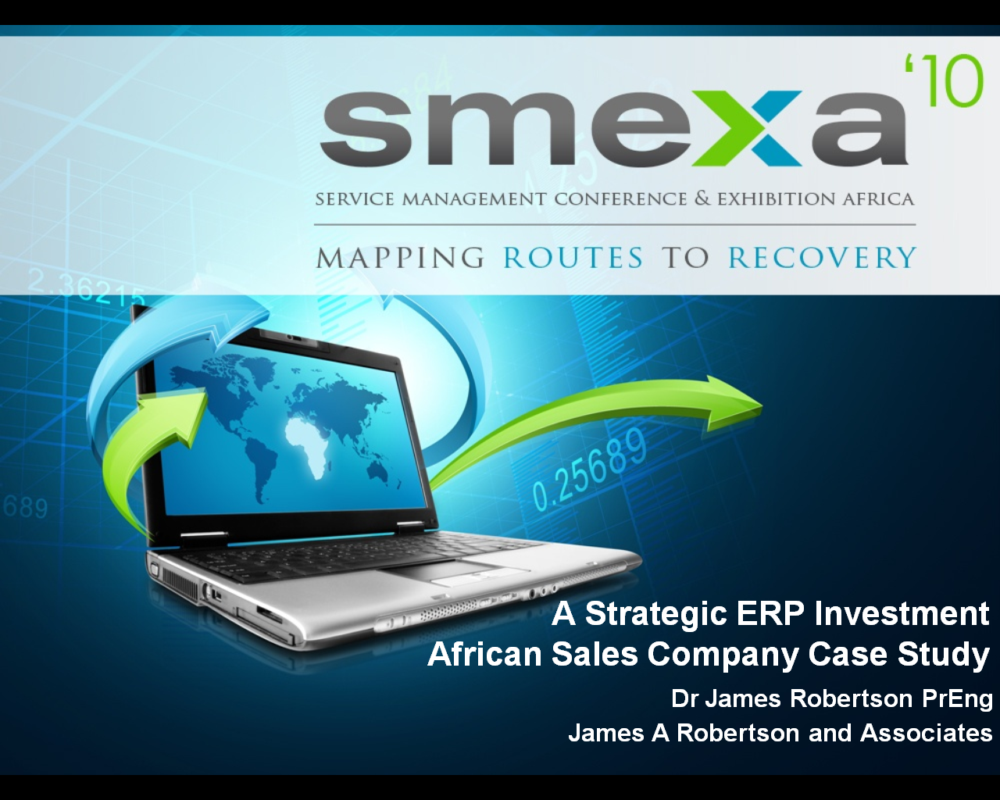 '10
smexa
SERVICE MANAGEMENT CONFERENCE & EXHIBITION AFRICA
MAPPING ROUTES TO RECOVERY
2.36215
0.25689
689
A Strategic ERP Investment
African Sales Company Case Study
Dr James Robertson PrEng
James A Robertson and Associates